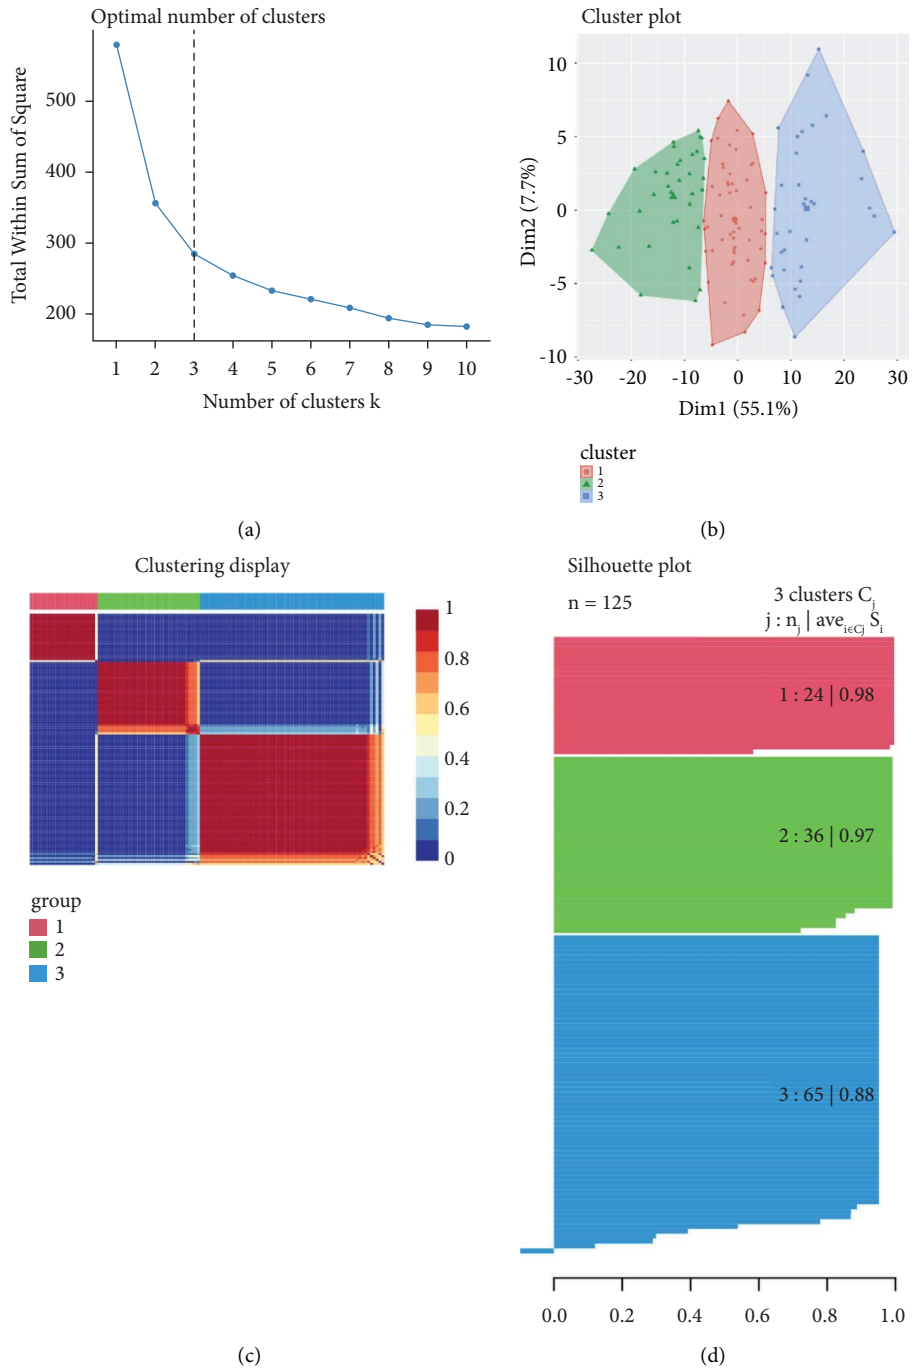 Optimal number of clusters
Total Within Sum of Square
500
400
300
200
1 2 3 4 5 6 7 8 9 10
Number of clusters k
(a)
Cluster plot
Dim2 (7.7%)
10
5
0
-5
-10
-30 -20 -10 0 10 20 30
Dim1 (55.1%)
cluster
1
2
3
(b)
Clustering display
1
0.8
0.6
0.4
0.2
0
group
1
2
3
(c)
Silhouette plot
n = 125
3 clusters Cj
j : nj | avei∈Cj Si
1 : 24 | 0.98
2 : 36 | 0.97
3 : 65 | 0.88
0.0 0.2 0.4 0.6 0.8 1.0
(d)